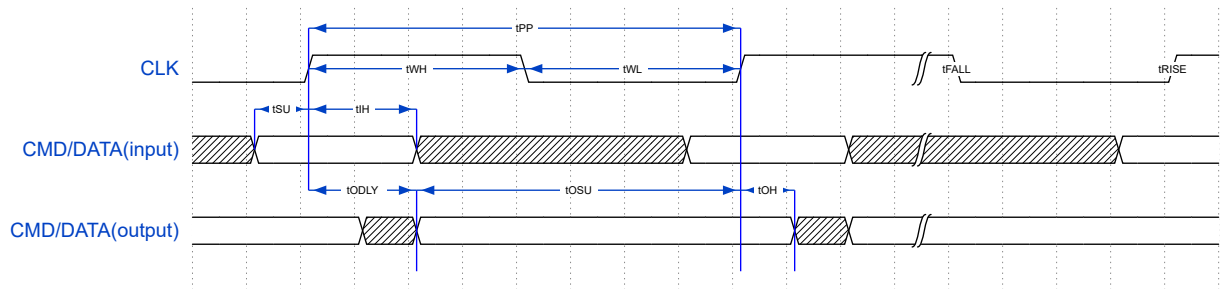 tPP
CLK
tWH
tWL
tFALL
tRISE
tSU
tIH
CMD/DATA(input)
tODLY
tOSU
tOH
CMD/DATA(output)